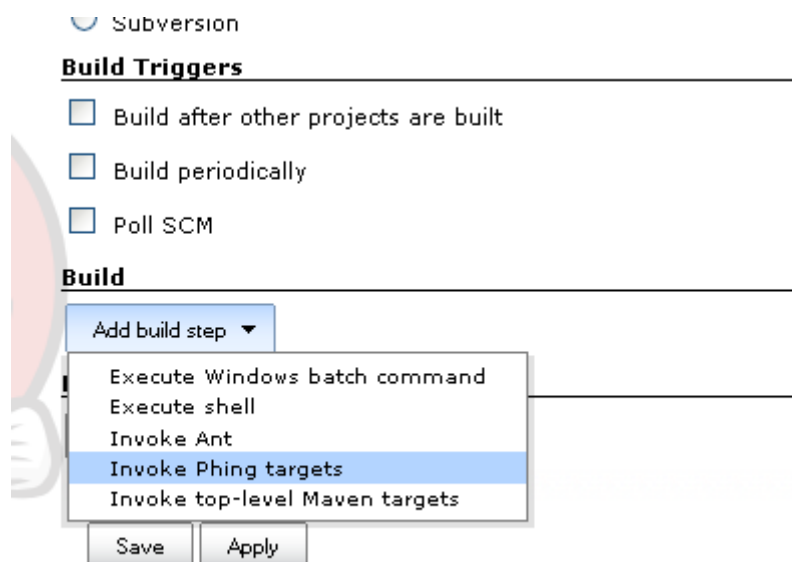 Subversion
Build Triggers
Build after other projects are built
Build periodically
Poll SCM
Build
Add build step
Execute Windows batch command
Execute shell
Invoke Ant
Invoke Phing targets
Invoke top-level Maven targets
Save Apply